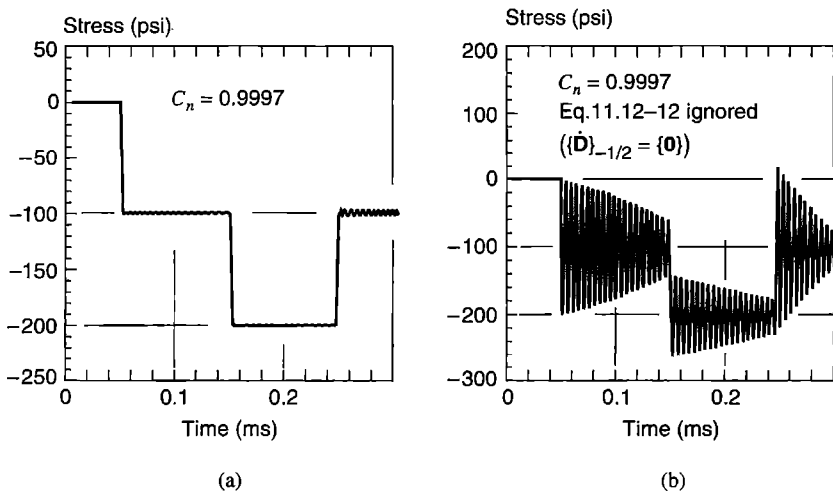 Stress (psi)
50
0
−50
−100
−150
−200
−250
0
0.1
0.2
Time (ms)
Cₙ = 0.9997
(a)
Stress (psi)
200
100
0
−100
−200
−300
0
0.1
0.2
Time (ms)
Cₙ = 0.9997
Eq.11.12–12 ignored
({Ḋ}₋₁/₂ = {0})
(b)